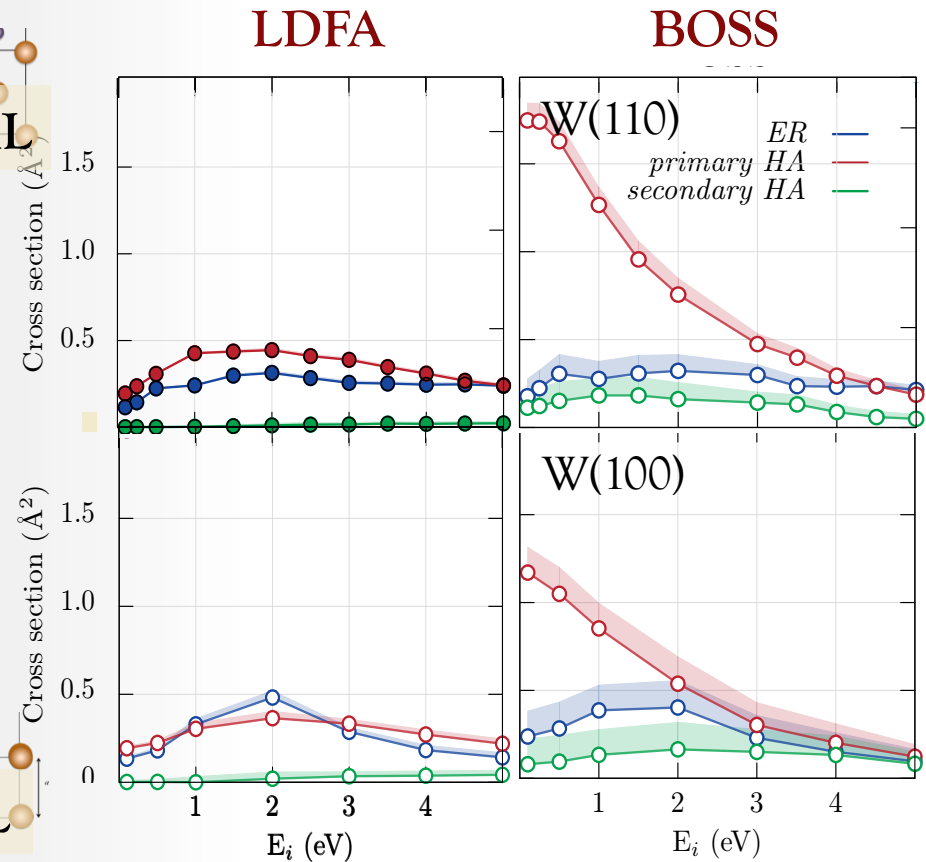 LDFA BOSS
W(110)
ER
primary HA
secondary HA
Cross section (Å²)
1.5
1.0
0.5
W(100)
Cross section (Å²)
1.5
1.0
0.5
0
1 2 3 4 1 2 3 4
E𝑖 (eV) E𝑖 (eV)